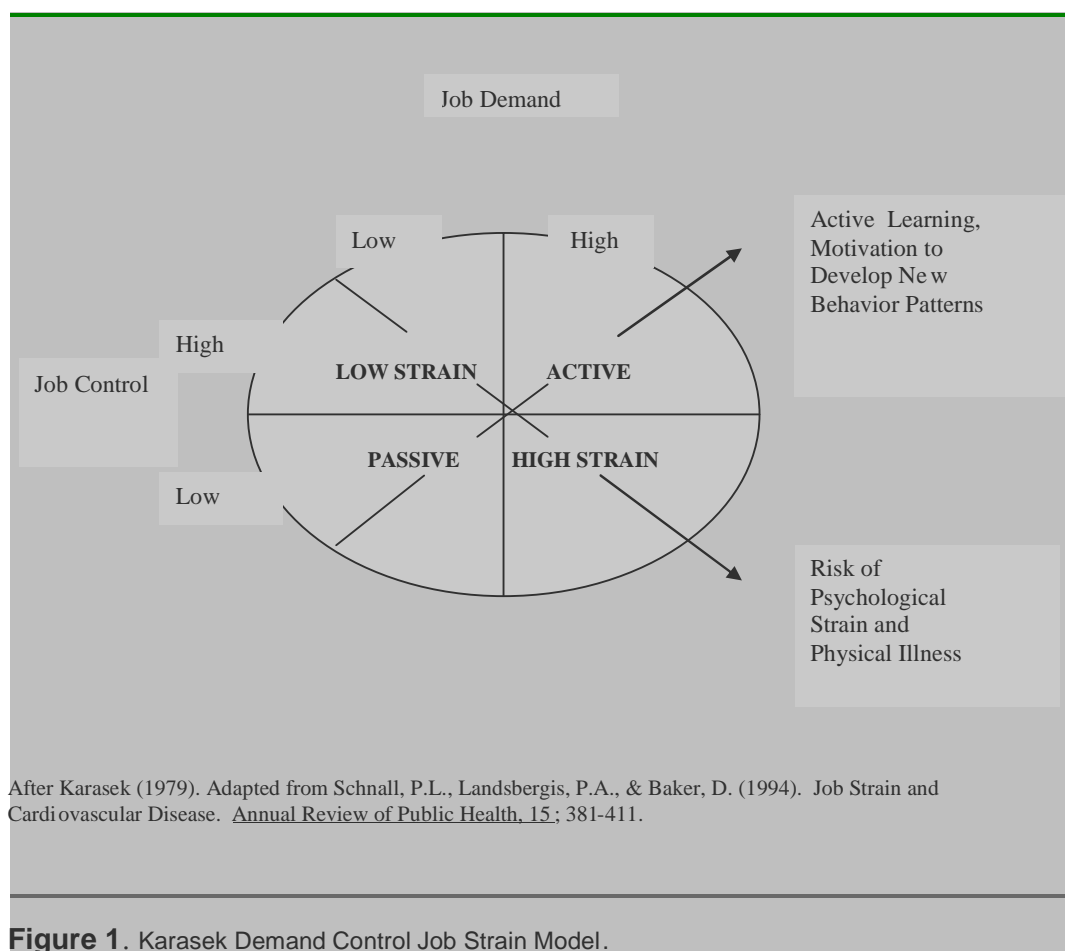 Job Demand
Low
High
Active Learning,
Motivation to
Develop New
Behavior Patterns
High
Job Control
LOW STRAIN
ACTIVE
PASSIVE
HIGH STRAIN
Low
Risk of
Psychological
Strain and
Physical Illness
After Karasek (1979). Adapted from Schnall, P.L., Landsbergis, P.A., & Baker, D. (1994). Job Strain and
Cardiovascular Disease. Annual Review of Public Health, 15; 381-411.
Figure 1. Karasek Demand Control Job Strain Model.